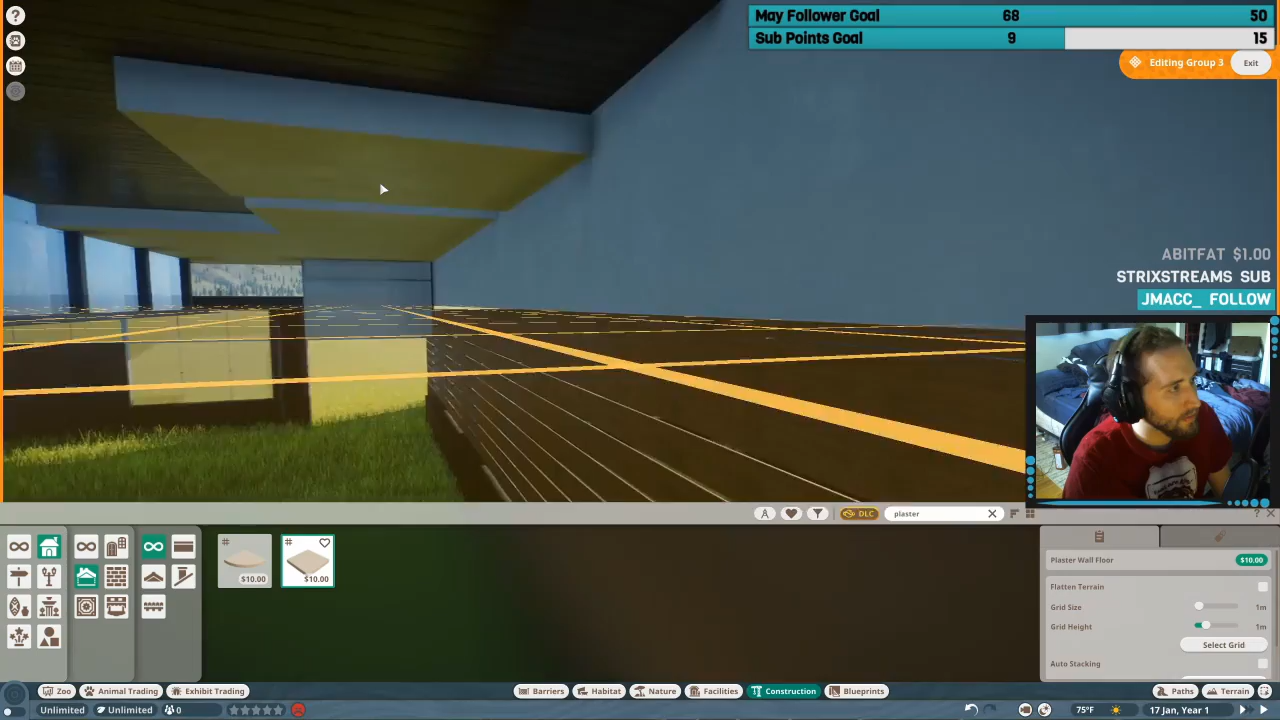 May Follower Goal 68 50
Sub Points Goal 9 15
Editing Group 3 Exit
ABITFAT $1.00
STRIXSTREAMS SUB
JMACC_ FOLLOW
DLC plaster
$10.00 $10.00
Plaster Wall Floor $10.00
Flatten Terrain
Grid Size 1m
Grid Height 1m
Select Grid
Auto Stacking
Zoo Animal Trading Exhibit Trading Barriers Habitat Nature Facilities Construction Blueprints Paths Terrain
Unlimited Unlimited 0 75°F 17 Jan, Year 1